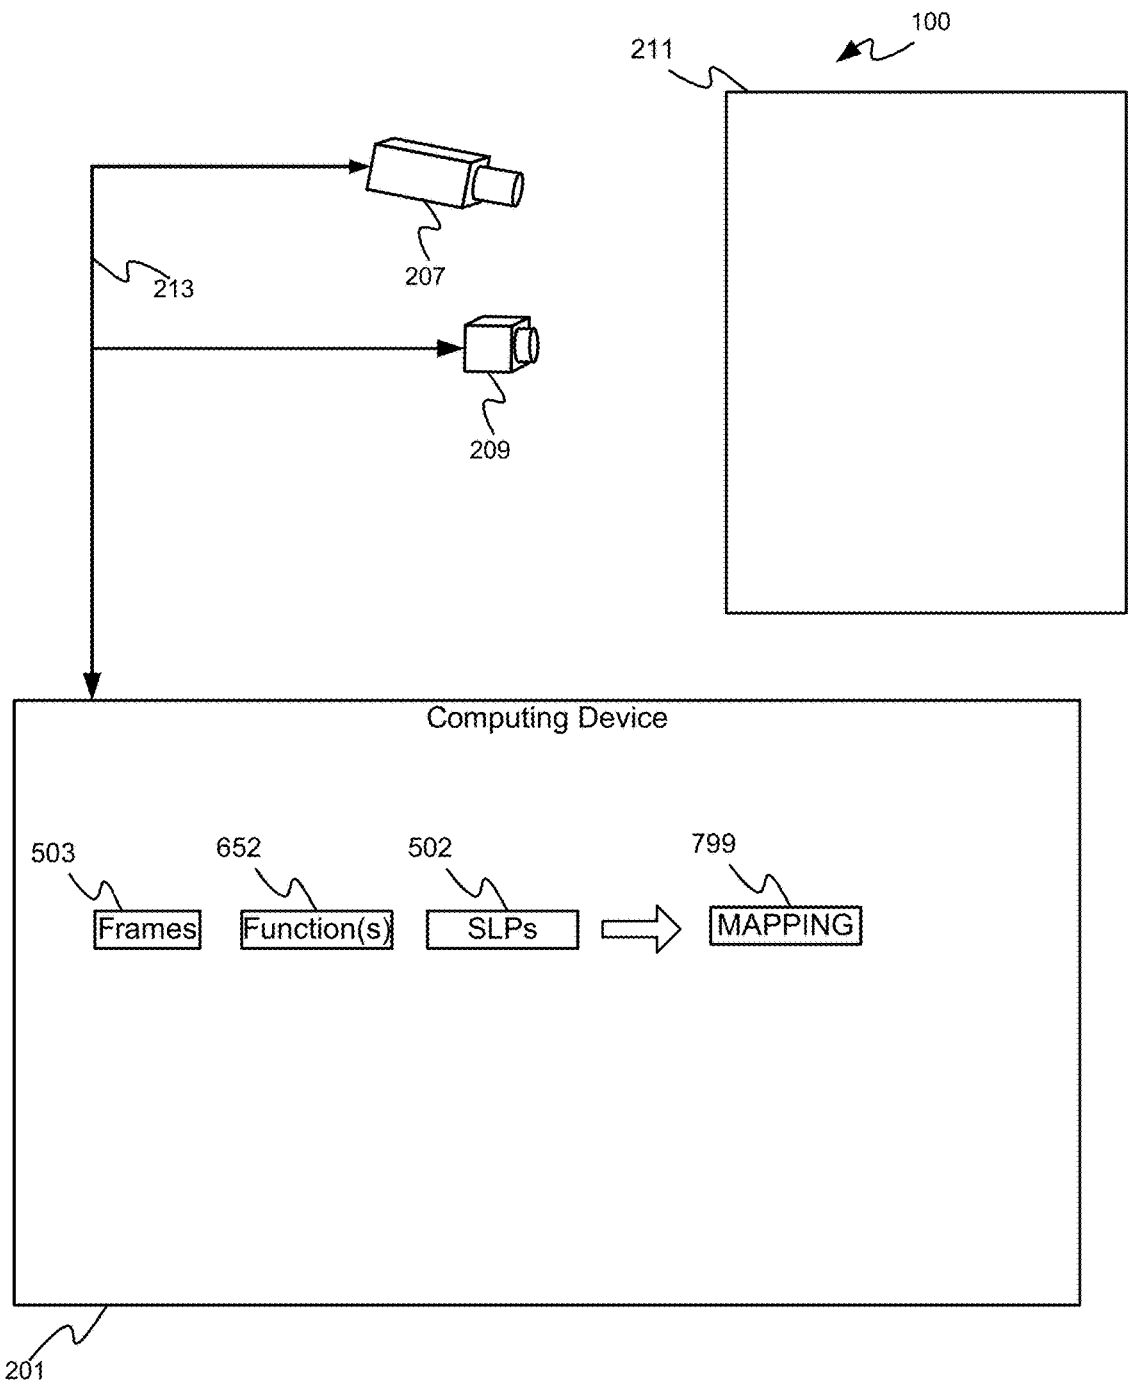 100
211
207
213
209
Computing Device
503
652
502
799
Frames
Function(s)
SLPs
MAPPING
201